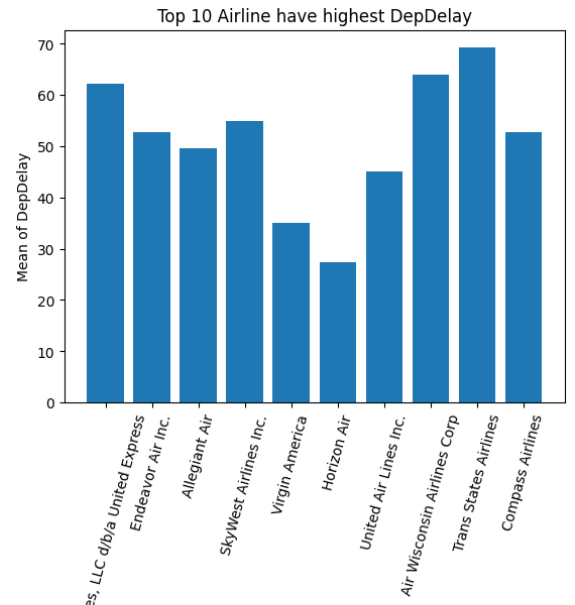 Top 10 Airline have highest DepDelay
Mean of DepDelay
70
60
50
40
30
20
10
0
es, LLC d/b/a United Express
Endeavor Air Inc.
Allegiant Air
SkyWest Airlines Inc.
Virgin America
Horizon Air
United Air Lines Inc.
Air Wisconsin Airlines Corp
Trans States Airlines
Compass Airlines